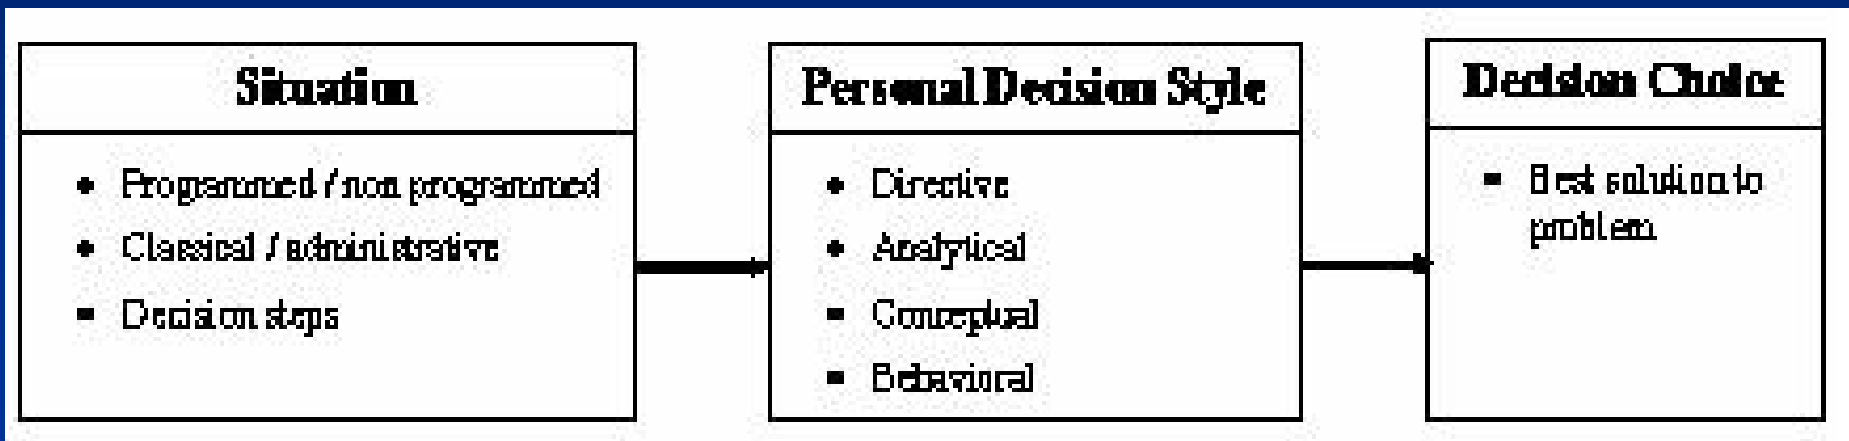 Situation
• Programmed / non programmed
• Classical / administrative
▪ Decision steps
Personal Decision Style
• Directive
• Analytical
▪ Conceptual
▪ Behavioral
Decision Choice
▪ Best solution to
problem